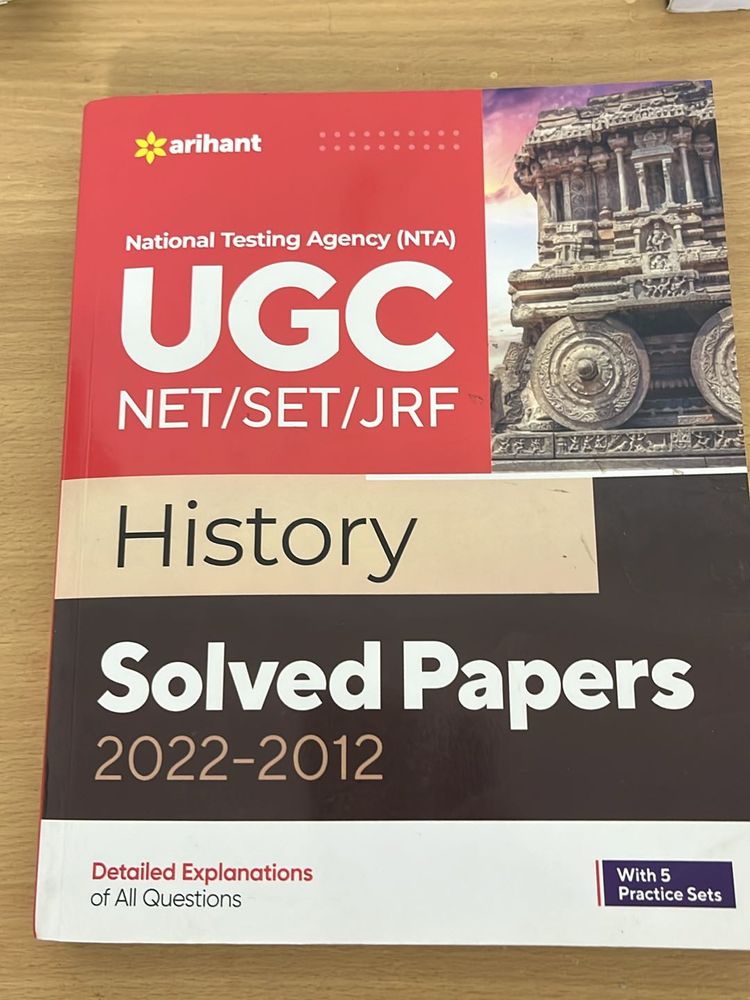 arihant
National Testing Agency (NTA)
UGC
NET/SET/JRF
History
Solved Papers
2022-2012
Detailed Explanations
of All Questions
With 5
Practice Sets